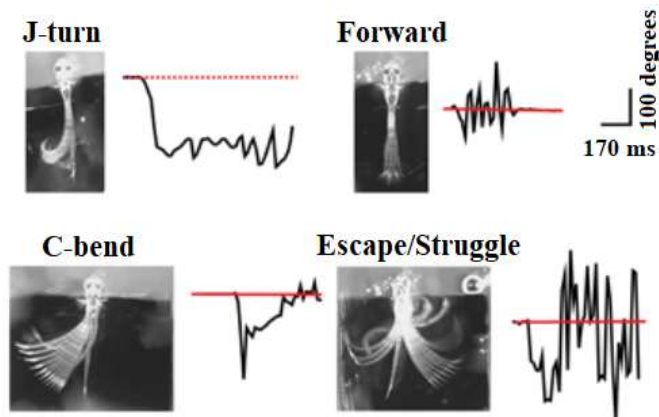 J-turn
Forward
100 degrees
170 ms
C-bend
Escape/Struggle